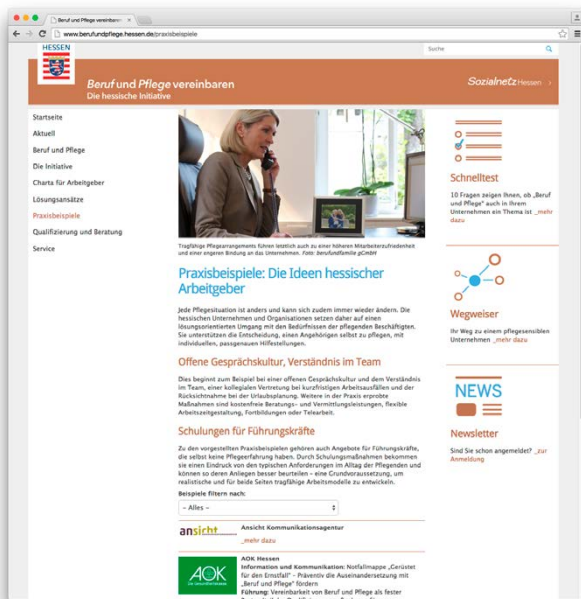 Beruf und Pflege vereinbaren
www.berufundpflege.hessen.de/praxisbeispiele
HESSEN
Suche
Beruf und Pflege vereinbaren
Die hessische Initiative
Sozialnetz Hessen
Startseite
Aktuell
Beruf und Pflege
Die Initiative
Charta für Arbeitgeber
Lösungsansätze
Praxisbeispiele
Qualifizierung und Beratung
Service
Tragfähige Pflegearrangements führen letztlich auch zu einer höheren Mitarbeiterzufriedenheit
und einer engeren Bindung an das Unternehmen. Foto: berufundfamilie gGmbH
Praxisbeispiele: Die Ideen hessischer
Arbeitgeber
Jede Pflegesituation ist anders und kann sich zudem immer wieder ändern. Die
hessischen Unternehmen und Organisationen setzen daher auf einen
lösungsorientierten Umgang mit den Bedürfnissen der pflegenden Beschäftigten.
Sie unterstützen die Entscheidung, einen Angehörigen selbst zu pflegen, mit
individuellen, passgenauen Hilfestellungen.
Offene Gesprächskultur, Verständnis im Team
Dies beginnt zum Beispiel bei einer offenen Gesprächskultur und dem Verständnis
im Team, einer kollegialen Vertretung bei kurzfristigen Arbeitsausfällen und der
Rücksichtnahme bei der Urlaubsplanung. Weitere in der Praxis erprobte
Maßnahmen sind kostenfreie Beratungs- und Vermittlungsleistungen, flexible
Arbeitszeitgestaltung, Fortbildungen oder Telearbeit.
Schulungen für Führungskräfte
Zu den vorgestellten Praxisbeispielen gehören auch Angebote für Führungskräfte,
die selbst keine Pflegeerfahrung haben. Durch Schulungsmaßnahmen bekommen
sie einen Eindruck von den typischen Anforderungen im Alltag der Pflegenden und
können so deren Anliegen besser beurteilen – eine Grundvoraussetzung, um
realistische und für beide Seiten tragfähige Arbeitsmodelle zu entwickeln.
Beispiele filtern nach:
– Alles –
ansicht
Ansicht Kommunikationsagentur
_mehr dazu
AOK
Die Gesundheitskasse
AOK Hessen
Information und Kommunikation: Notfallmappe „Gerüstet
für den Ernstfall" – Präventiv die Auseinandersetzung mit
„Beruf und Pflege" fördern
Führung: Vereinbarkeit von Beruf und Pflege als fester
Schnelltest
10 Fragen zeigen Ihnen, ob „Beruf
und Pflege" auch in Ihrem
Unternehmen ein Thema ist _mehr
dazu
Wegweiser
Ihr Weg zu einem pflegesensiblen
Unternehmen _mehr dazu
NEWS
Newsletter
Sind Sie schon angemeldet? _zur
Anmeldung